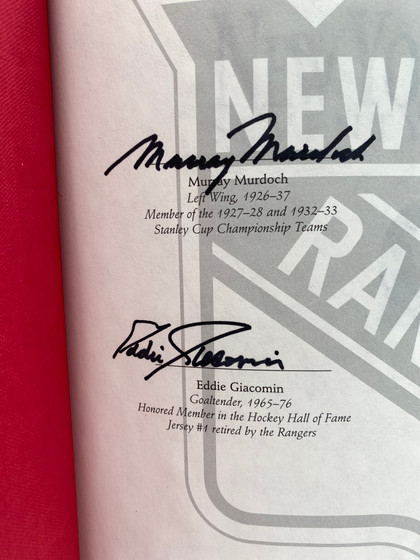 NEW
RAN
Murray Murdoch
Murray Murdoch
Left Wing, 1926–37
Member of the 1927–28 and 1932–33
Stanley Cup Championship Teams
Eddie Giacomin
Eddie Giacomin
Goaltender, 1965–76
Honored Member in the Hockey Hall of Fame
Jersey #1 retired by the Rangers